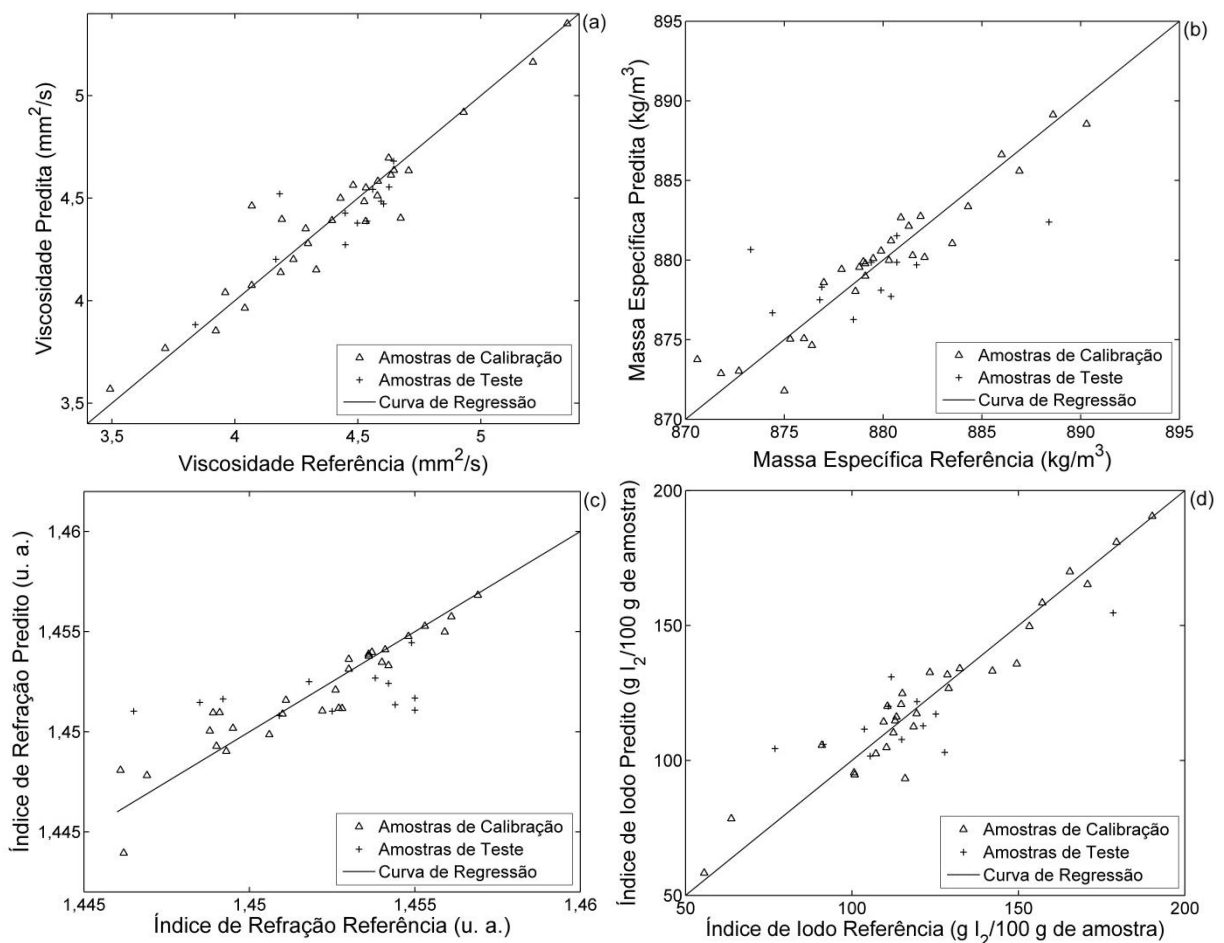 (a)
Viscosidade Predita (mm²/s)
5
4,5
4
3,5
3,5 4 4,5 5
Viscosidade Referência (mm²/s)
Amostras de Calibração
Amostras de Teste
Curva de Regressão
(b)
Massa Específica Predita (kg/m³)
895
890
885
880
875
870
870 875 880 885 890 895
Massa Específica Referência (kg/m³)
Amostras de Calibração
Amostras de Teste
Curva de Regressão
(c)
Índice de Refração Predito (u. a.)
1,46
1,455
1,45
1,445
1,445 1,45 1,455 1,46
Índice de Refração Referência (u. a.)
Amostras de Calibração
Amostras de Teste
Curva de Regressão
(d)
Índice de Iodo Predito (g I₂/100 g de amostra)
200
150
100
50
50 100 150 200
Índice de Iodo Referência (g I₂/100 g de amostra)
Amostras de Calibração
Amostras de Teste
Curva de Regressão